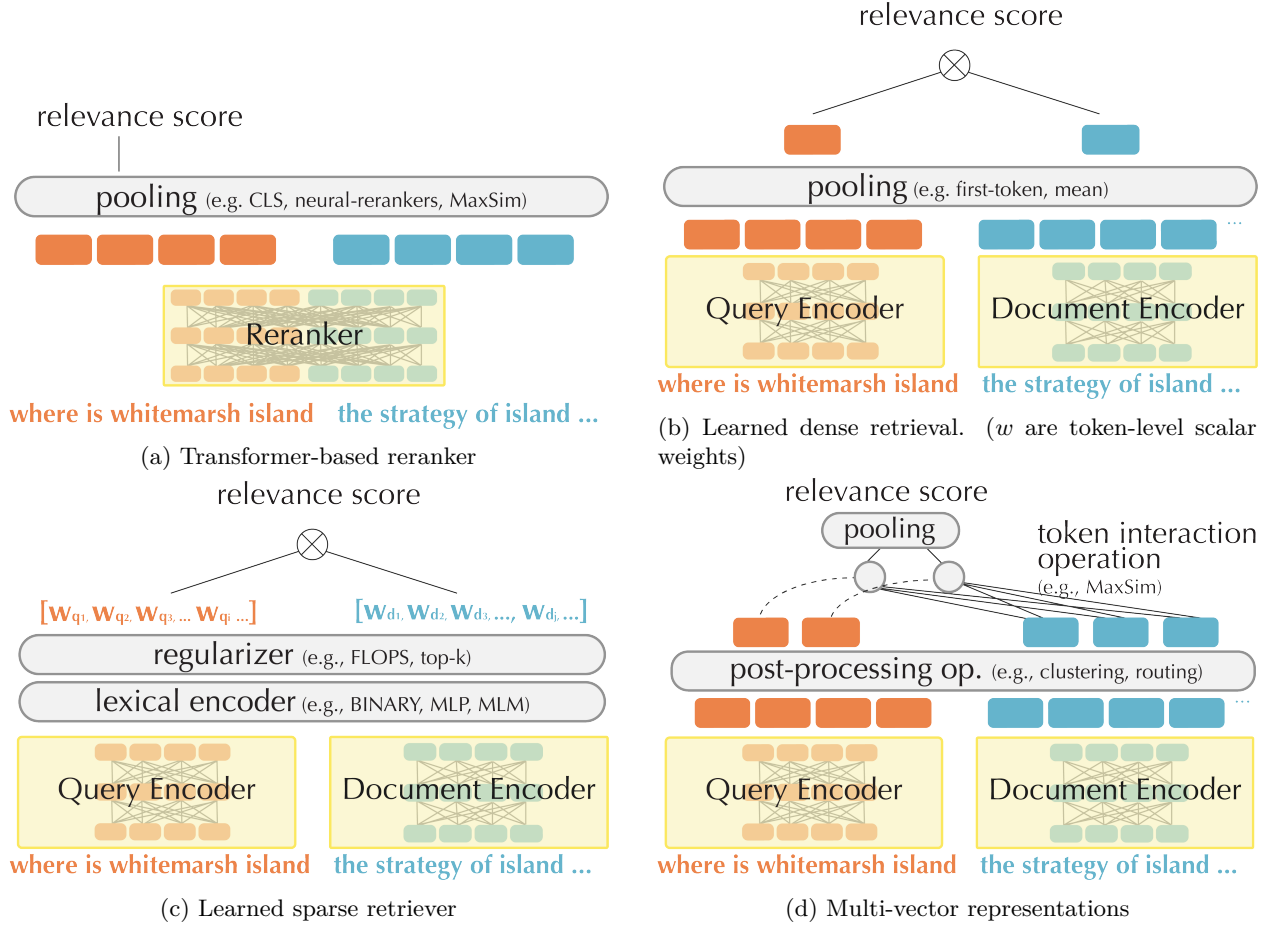 relevance score
pooling (e.g. CLS, neural-rerankers, MaxSim)
Reranker
where is whitemarsh island the strategy of island ...
(a) Transformer-based reranker
relevance score
pooling (e.g. first-token, mean)
...
Query Encoder Document Encoder
where is whitemarsh island the strategy of island ...
(b) Learned dense retrieval. (w are token-level scalar
weights)
relevance score
[wq1, wq2, wq3, ... wqi ...] [wd1, wd2, wd3, ..., wdj, ...]
regularizer (e.g., FLOPS, top-k)
lexical encoder (e.g., BINARY, MLP, MLM)
Query Encoder Document Encoder
where is whitemarsh island the strategy of island ...
(c) Learned sparse retriever
relevance score
pooling
token interaction
operation
(e.g., MaxSim)
post-processing op. (e.g., clustering, routing)
...
Query Encoder Document Encoder
where is whitemarsh island the strategy of island ...
(d) Multi-vector representations